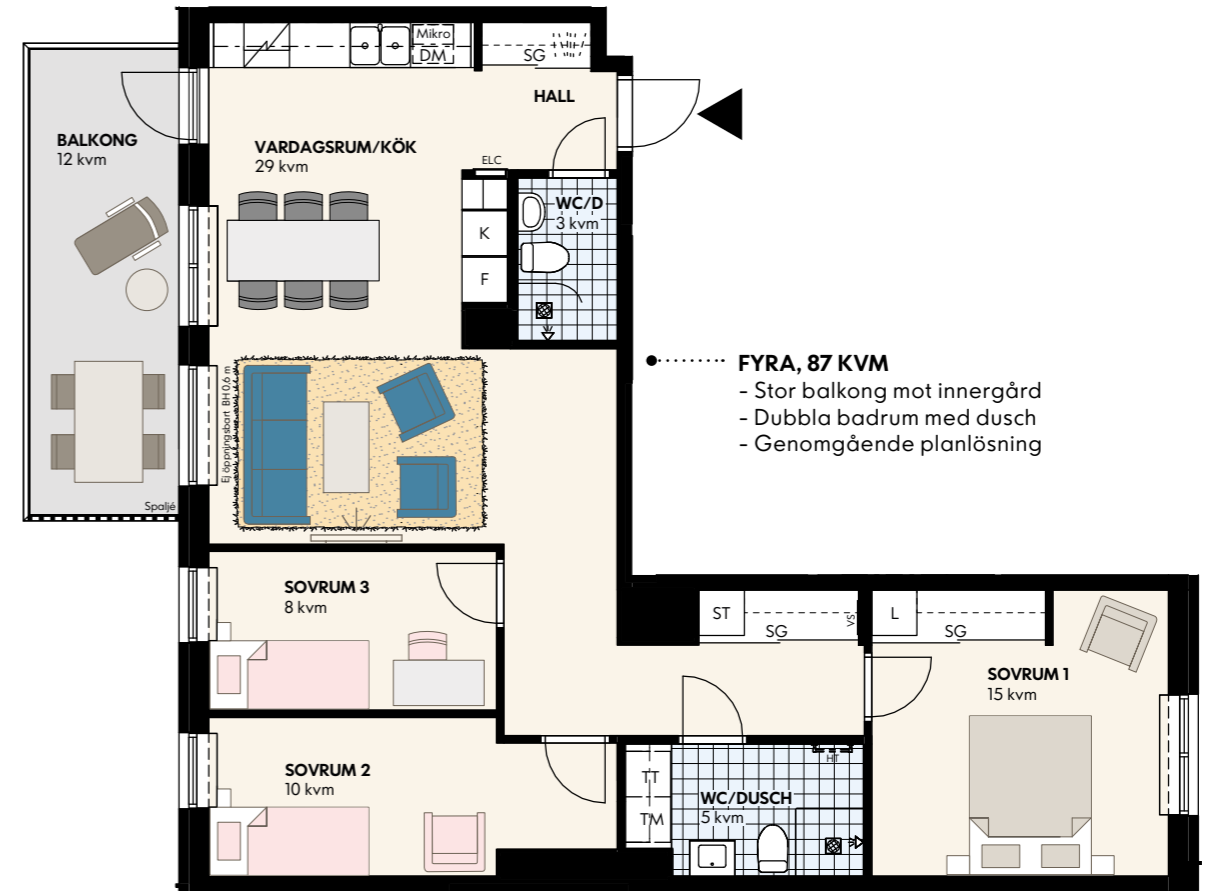 Mikro
DM
SG
HALL
BALKONG
12 kvm
VARDAGSRUM/KÖK
29 kvm
ELC
WC/D
3 kvm
K
F
FYRA, 87 KVM
- Stor balkong mot innergård
- Dubbla badrum med dusch
- Genomgående planlösning
Ej öppningsbart BH 0,6 m
Spaljé
SOVRUM 3
8 kvm
ST
SG
VS
L
SG
SOVRUM 1
15 kvm
SOVRUM 2
10 kvm
TT
TM
HT
WC/DUSCH
5 kvm